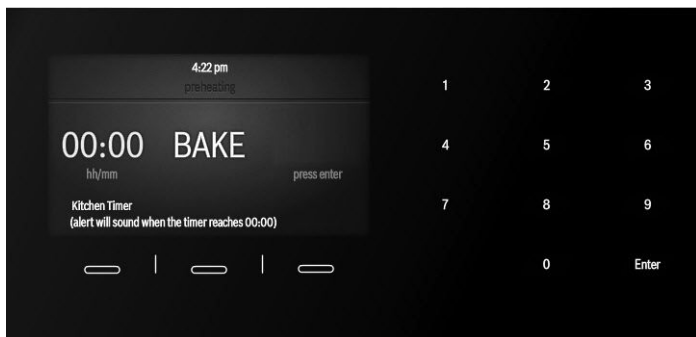 4:22 pm
preheating
00:00 BAKE
hh/mm
press enter
Kitchen Timer
(alert will sound when the timer reaches 00:00)
1 2 3
4 5 6
7 8 9
0 Enter